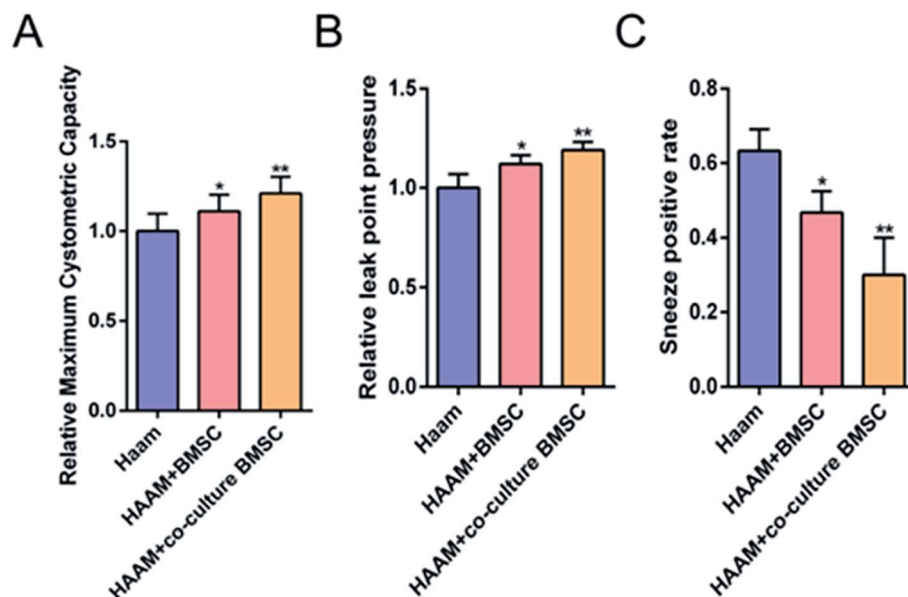 A
Relative Maximum Cystometric Capacity
1.5
1.0
0.5
0.0
*
**
Haam
HAAM+BMSC
HAAM+co-culture BMSC
B
Relative leak point pressure
1.5
1.0
0.5
0.0
*
**
Haam
HAAM+BMSC
HAAM+co-culture BMSC
C
Sneeze positive rate
0.8
0.6
0.4
0.2
0.0
*
**
Haam
HAAM+BMSC
HAAM+co-culture BMSC